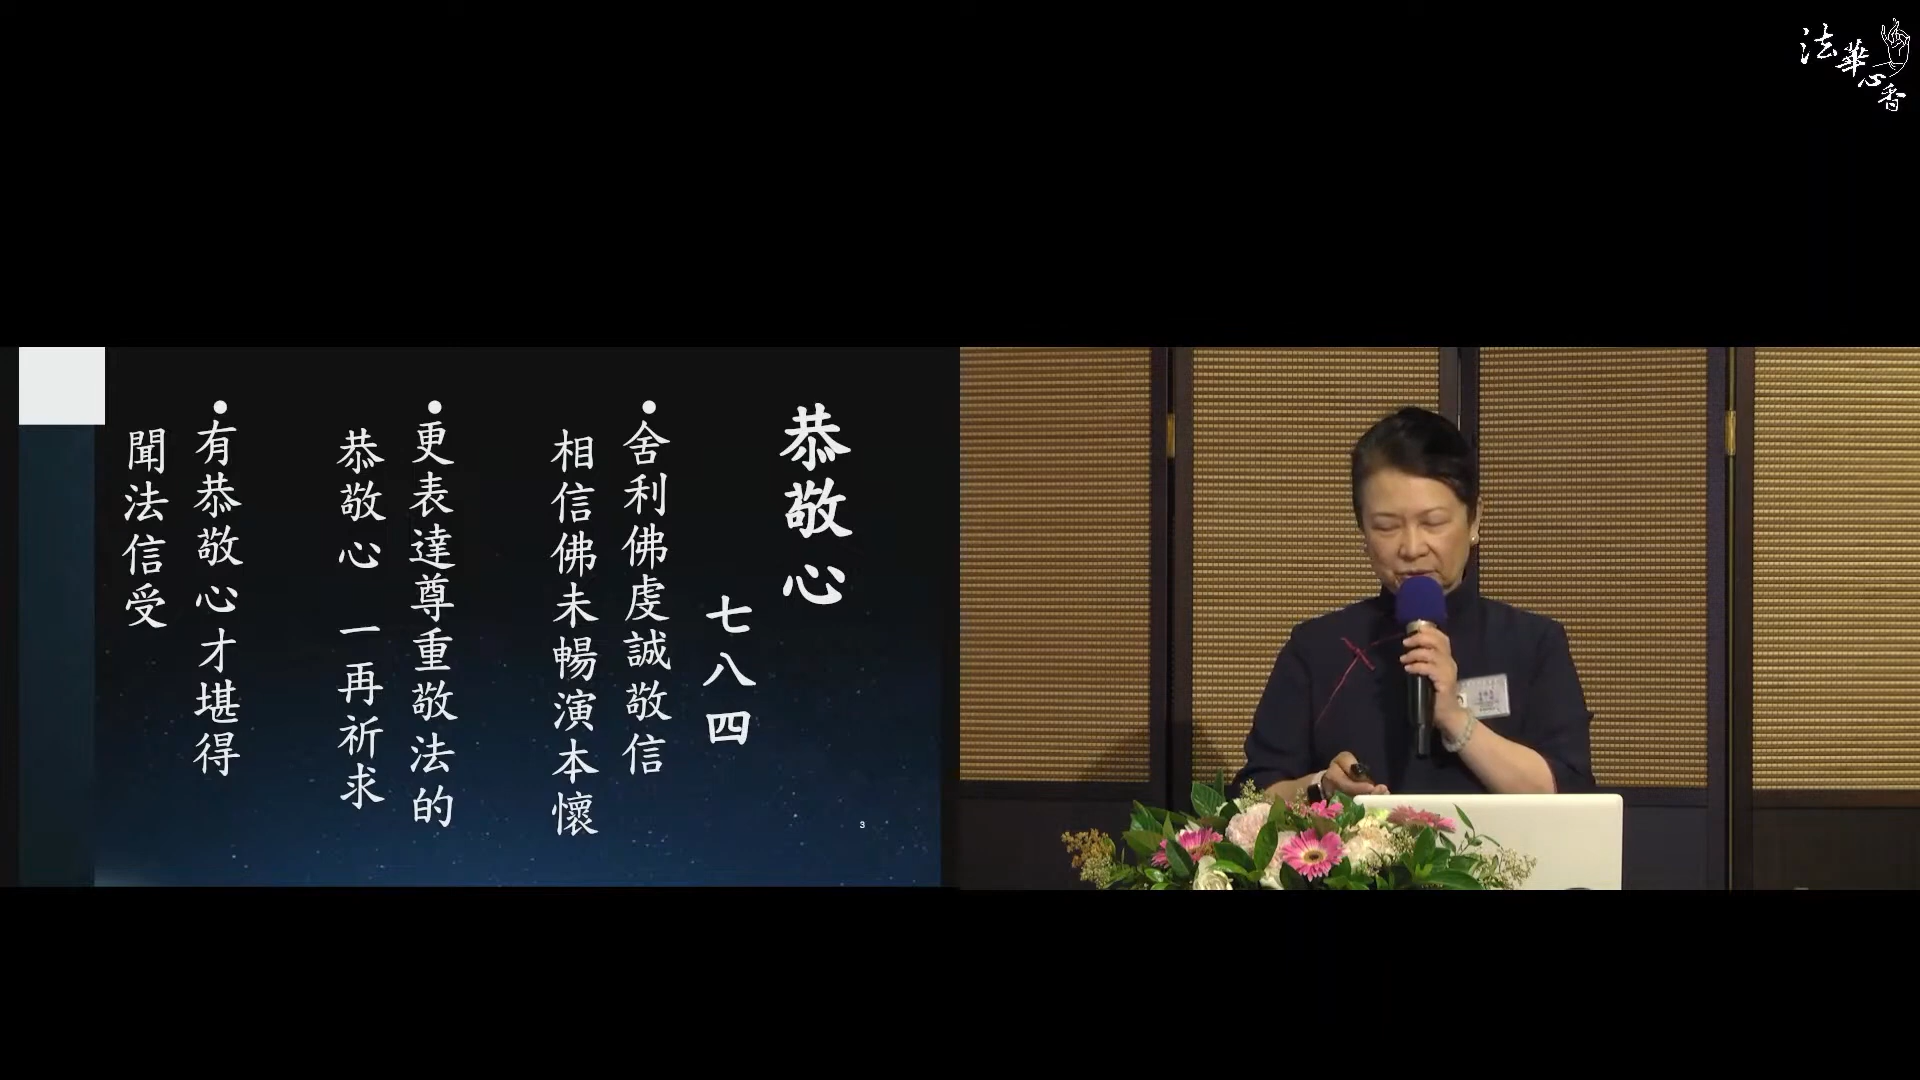 法華心香
恭敬心
七八四
•舍利佛虔誠敬信
相信佛未暢演本懷
•更表達尊重敬法的
恭敬心 一再祈求
•有恭敬心才堪得
聞法信受
3